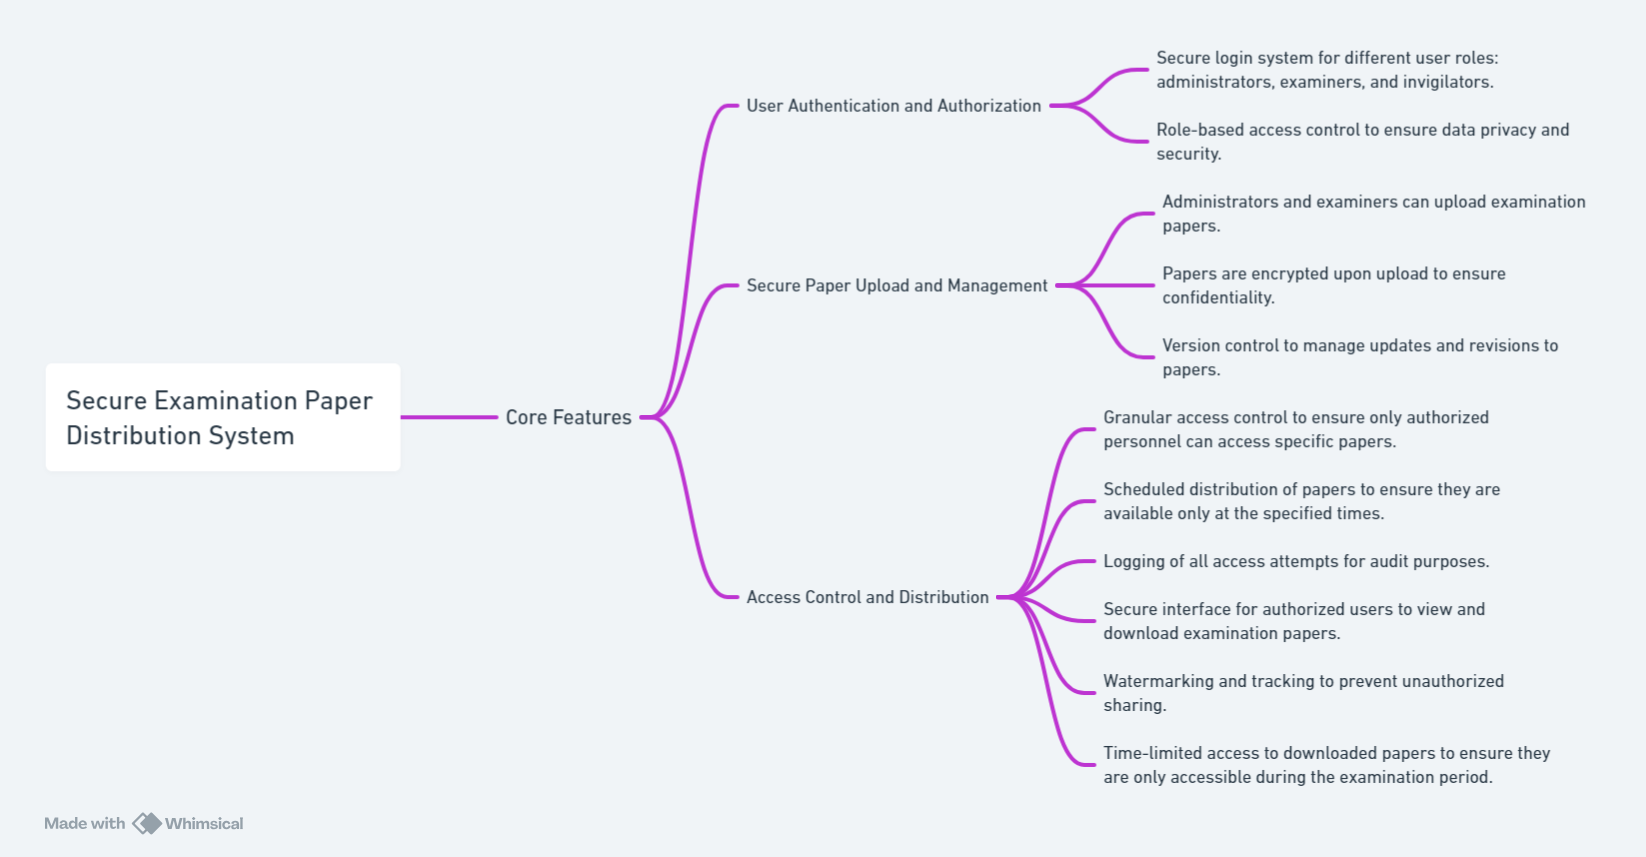 Secure Examination Paper
Distribution System
Core Features
User Authentication and Authorization
Secure login system for different user roles:
administrators, examiners, and invigilators.
Role-based access control to ensure data privacy and
security.
Secure Paper Upload and Management
Administrators and examiners can upload examination
papers.
Papers are encrypted upon upload to ensure
confidentiality.
Version control to manage updates and revisions to
papers.
Access Control and Distribution
Granular access control to ensure only authorized
personnel can access specific papers.
Scheduled distribution of papers to ensure they are
available only at the specified times.
Logging of all access attempts for audit purposes.
Secure interface for authorized users to view and
download examination papers.
Watermarking and tracking to prevent unauthorized
sharing.
Time-limited access to downloaded papers to ensure they
are only accessible during the examination period.
Made with Whimsical